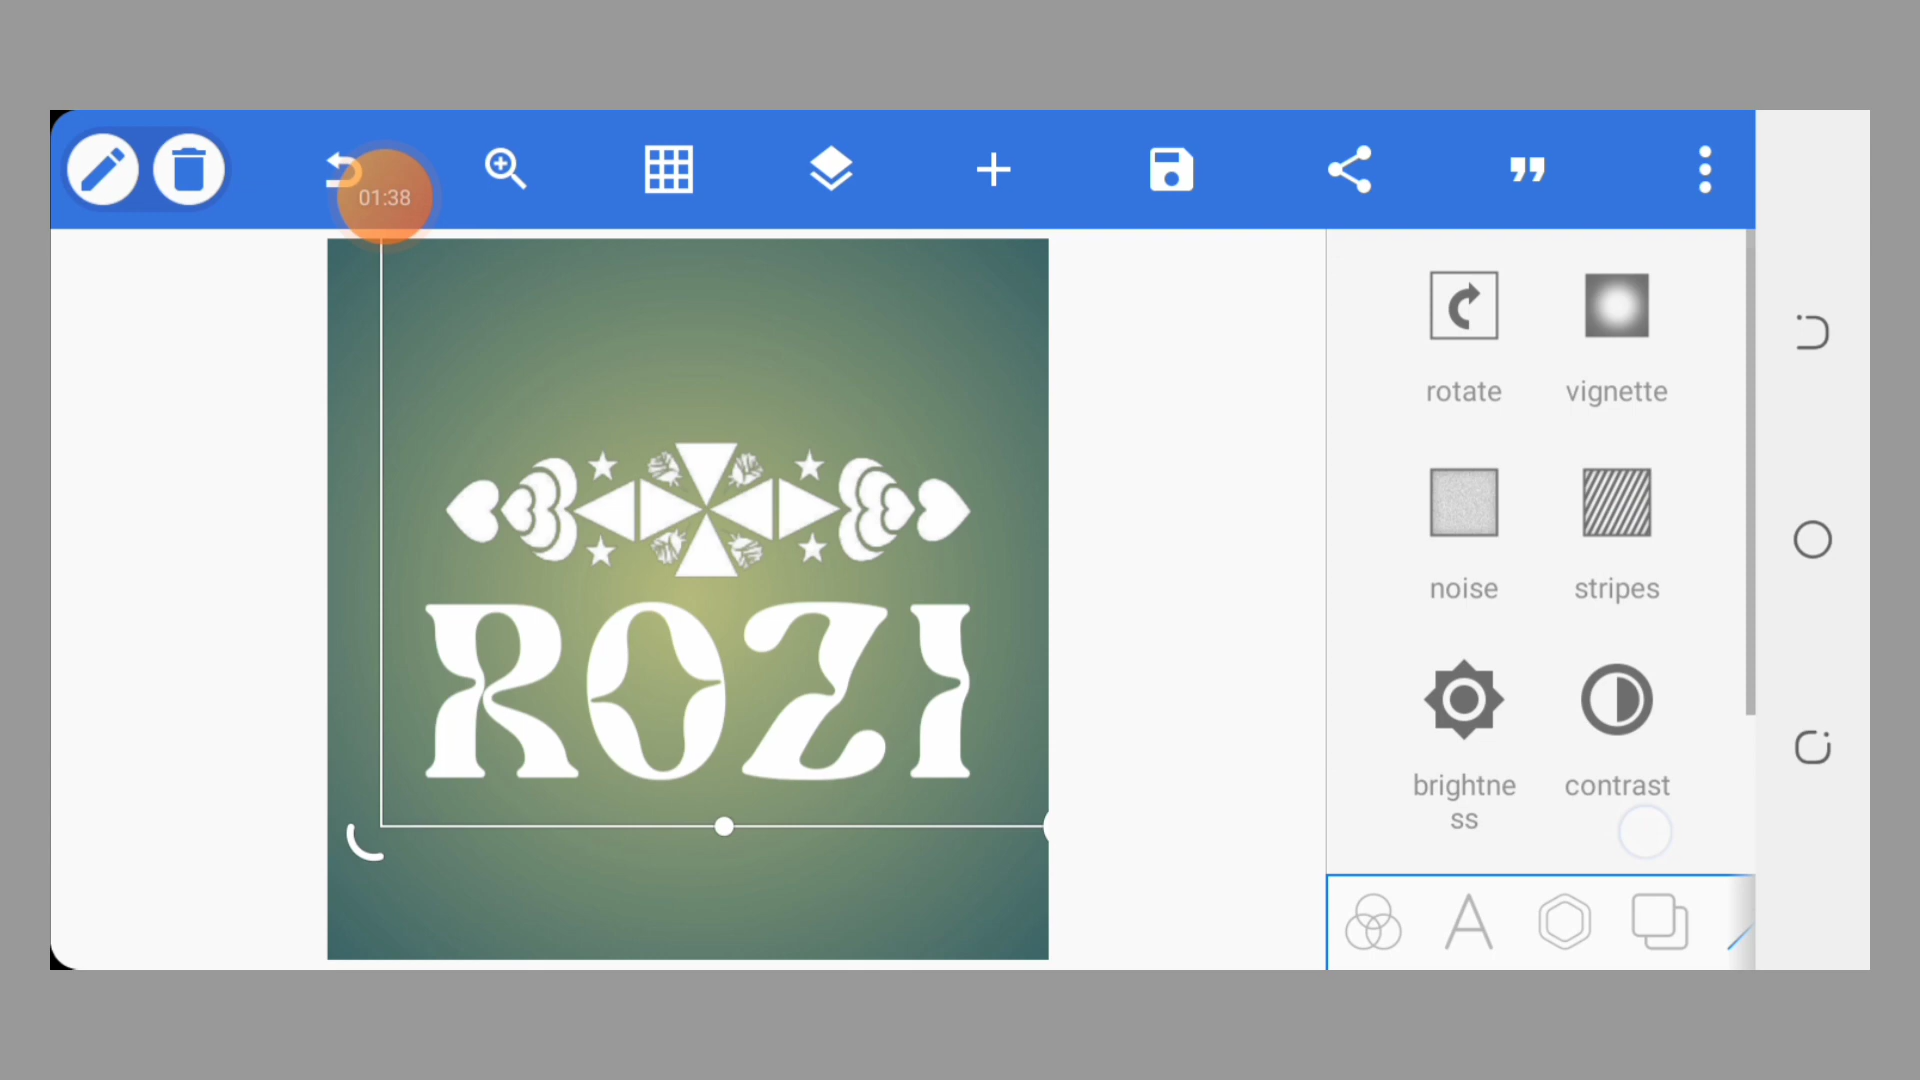 01:38
ROZI
rotate
vignette
noise
stripes
brightne
ss
contrast